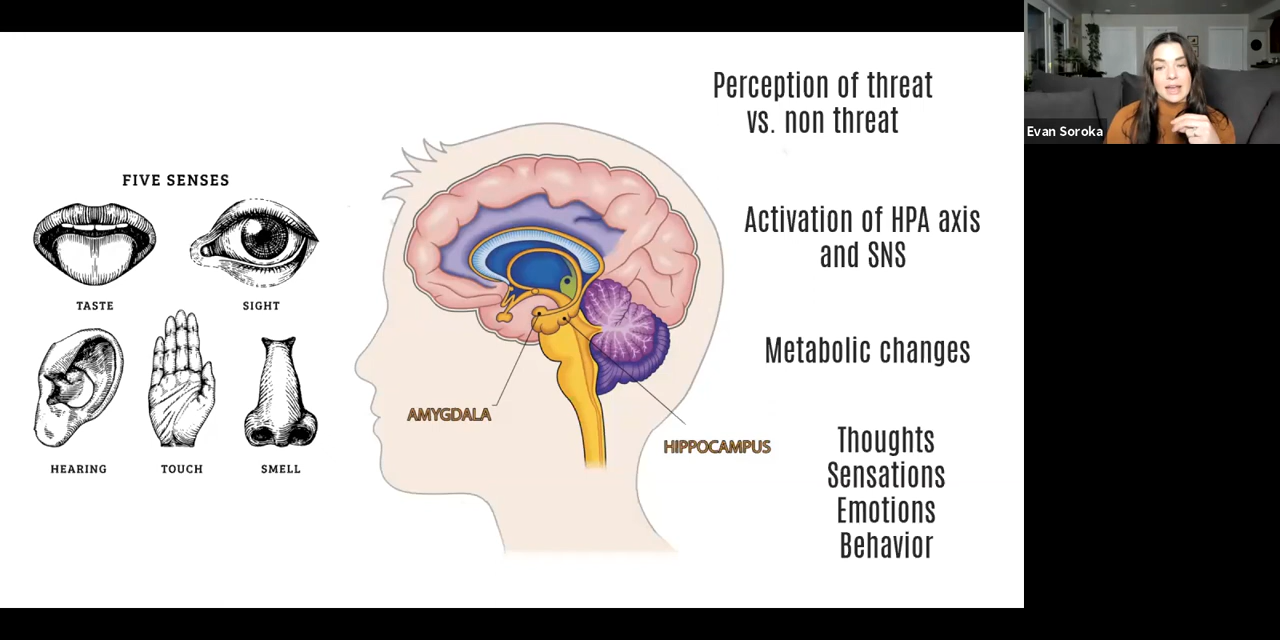 FIVE SENSES
TASTE
SIGHT
HEARING
TOUCH
SMELL
AMYGDALA
HIPPOCAMPUS
Perception of threat
vs. non threat
Activation of HPA axis
and SNS
Metabolic changes
Thoughts
Sensations
Emotions
Behavior
Evan Soroka